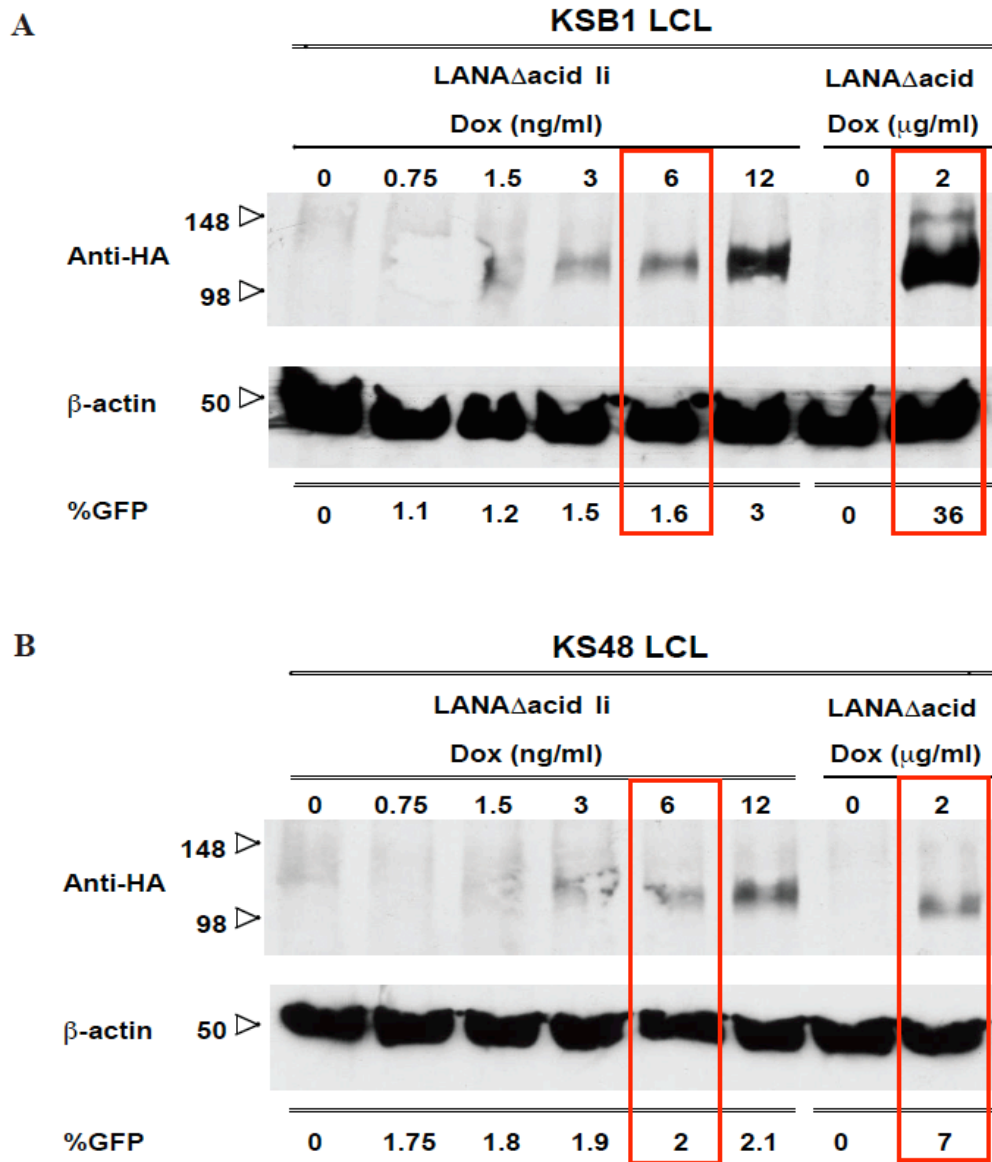 A
KSB1 LCL
LANAΔacid Ii LANAΔacid
Dox (ng/ml) Dox (μg/ml)
0 0.75 1.5 3 6 12 0 2
148
Anti-HA
98
β-actin 50
%GFP 0 1.1 1.2 1.5 1.6 3 0 36
B
KS48 LCL
LANAΔacid Ii LANAΔacid
Dox (ng/ml) Dox (μg/ml)
0 0.75 1.5 3 6 12 0 2
148
Anti-HA
98
β-actin 50
%GFP 0 1.75 1.8 1.9 2 2.1 0 7